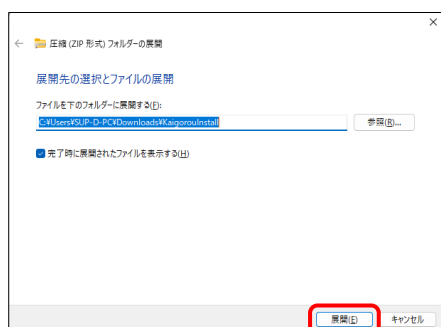 圧縮 (ZIP 形式) フォルダーの展開
展開先の選択とファイルの展開
ファイルを下のフォルダーに展開する(F):
C:¥Users¥SUP-D-PC¥Downloads¥KaigorouInstall
参照(R)...
完了時に展開されたファイルを表示する(H)
展開(E)
キャンセル